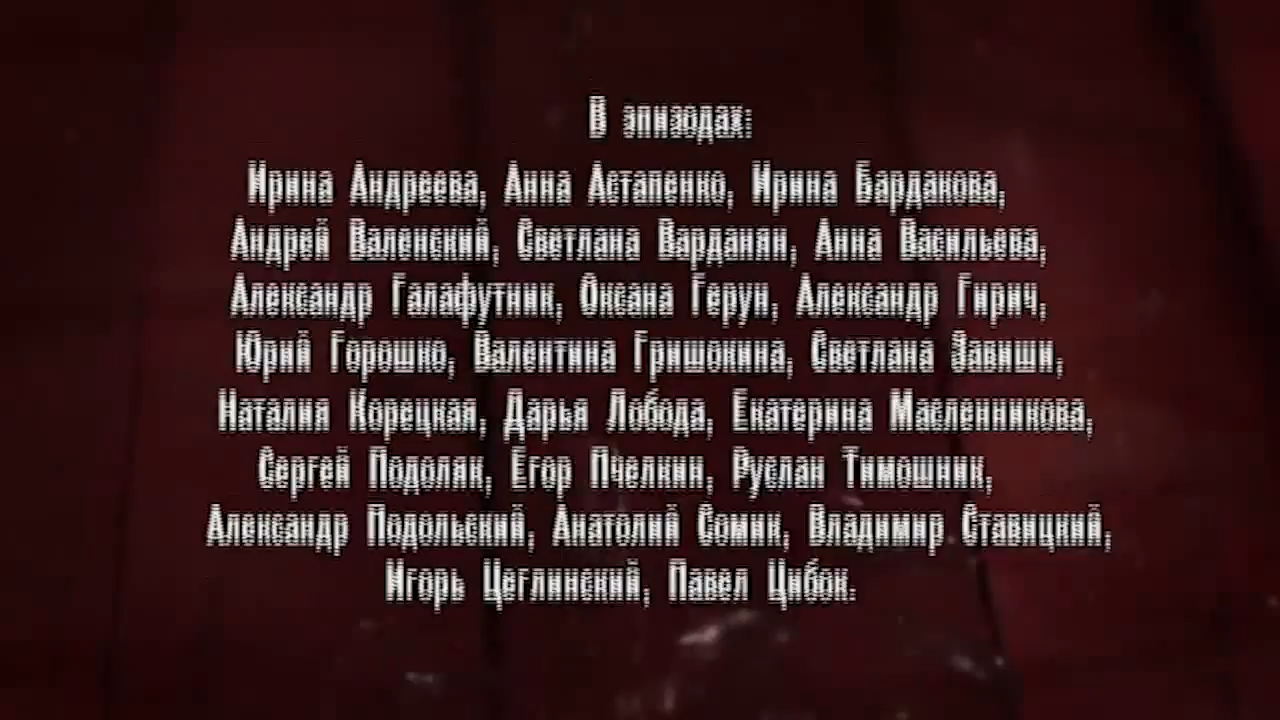 В эпизодах:
Ирина Андреева, Анна Астапенко, Ирина Бардакова,
Андрей Валенский, Светлана Варданян, Анна Васильева,
Александр Галафутник, Оксана Герун, Александр Гирич,
Юрий Горошко, Валентина Гришокина, Светлана Завиши,
Наталия Корецкая, Дарья Лобода, Екатерина Масленникова,
Сергей Подоляк, Егор Пчелкин, Руслан Тимошник,
Александр Подольский, Анатолий Сомик, Владимир Ставицкий,
Игорь Цеглинский, Павел Цибок.